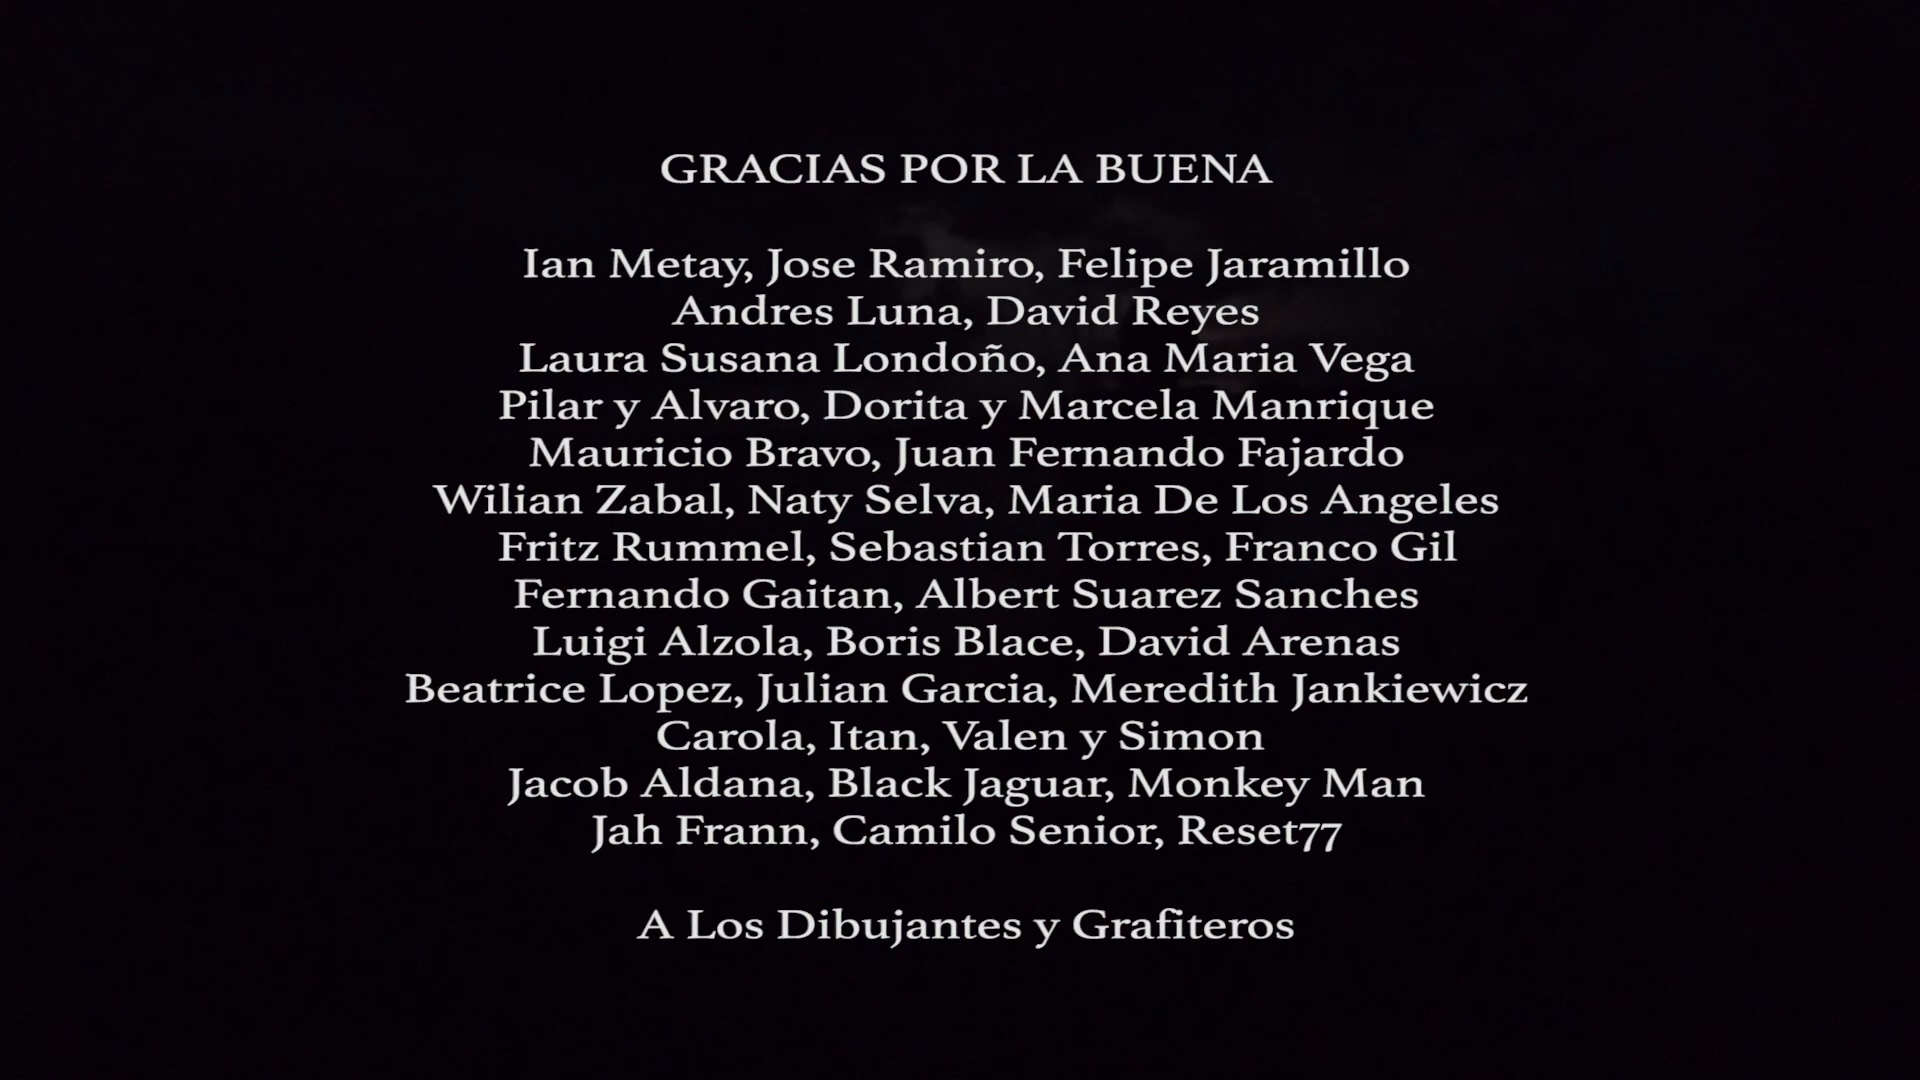 GRACIAS POR LA BUENA
Ian Metay, Jose Ramiro, Felipe Jaramillo
Andres Luna, David Reyes
Laura Susana Londoño, Ana Maria Vega
Pilar y Alvaro, Dorita y Marcela Manrique
Mauricio Bravo, Juan Fernando Fajardo
Wilian Zabal, Naty Selva, Maria De Los Angeles
Fritz Rummel, Sebastian Torres, Franco Gil
Fernando Gaitan, Albert Suarez Sanches
Luigi Alzola, Boris Blace, David Arenas
Beatrice Lopez, Julian Garcia, Meredith Jankiewicz
Carola, Itan, Valen y Simon
Jacob Aldana, Black Jaguar, Monkey Man
Jah Frann, Camilo Senior, Reset77
A Los Dibujantes y Grafiteros